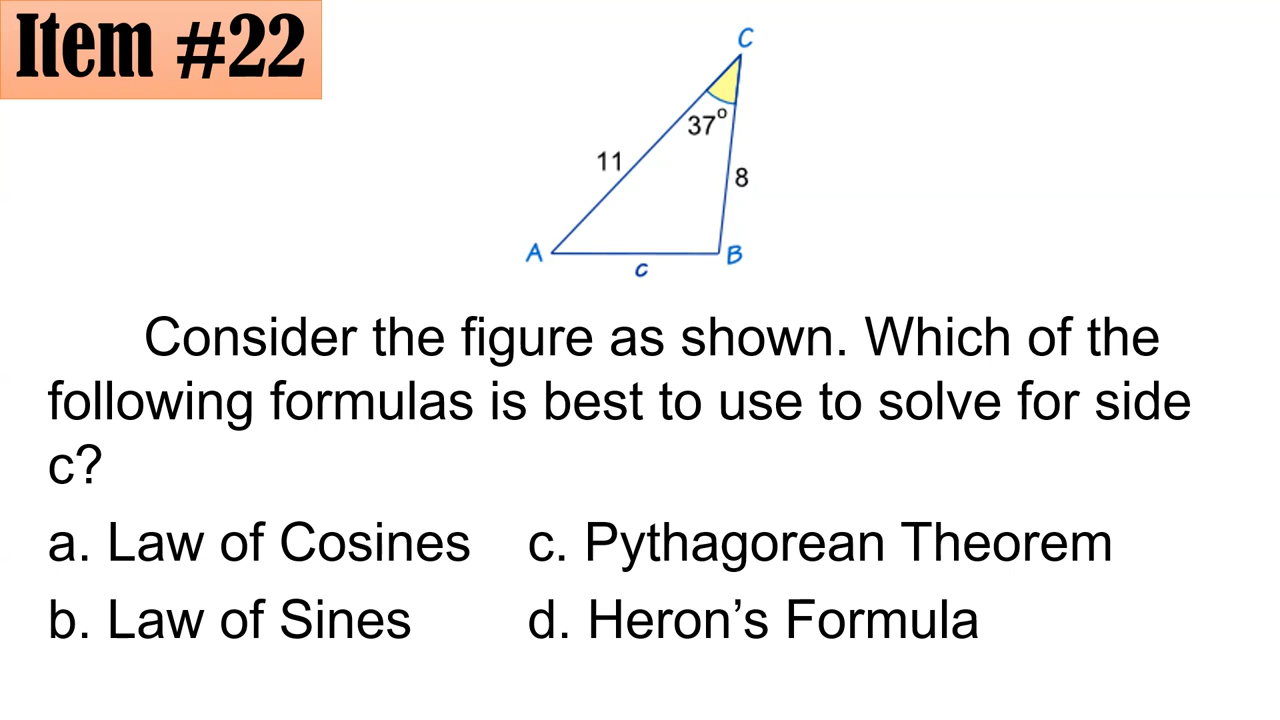 Item #22
C
37°
11
8
A
B
c
Consider the figure as shown. Which of the
following formulas is best to use to solve for side
c?
a. Law of Cosines c. Pythagorean Theorem
b. Law of Sines d. Heron’s Formula